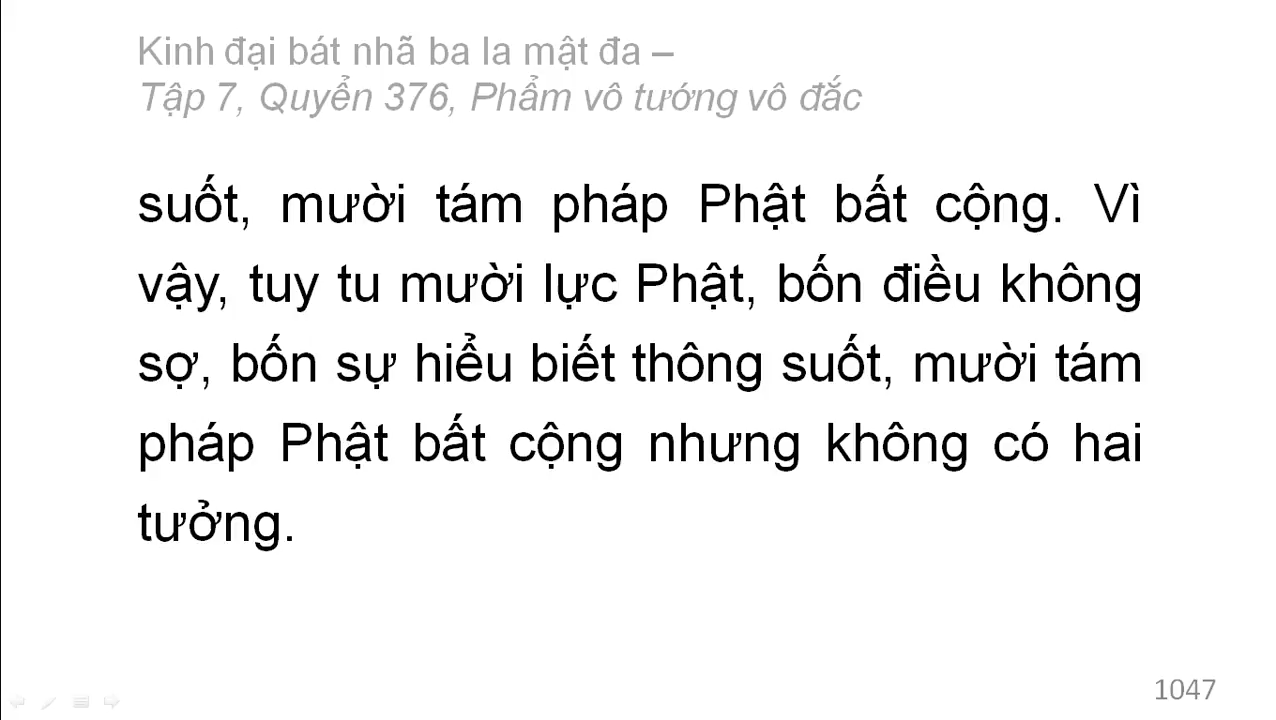 Kinh đại bát nhã ba la mật đa –
Tập 7, Quyển 376, Phẩm vô tướng vô đắc
suốt, mười tám pháp Phật bất cộng. Vì
vậy, tuy tu mười lực Phật, bốn điều không
sợ, bốn sự hiểu biết thông suốt, mười tám
pháp Phật bất cộng nhưng không có hai
tưởng.
1047